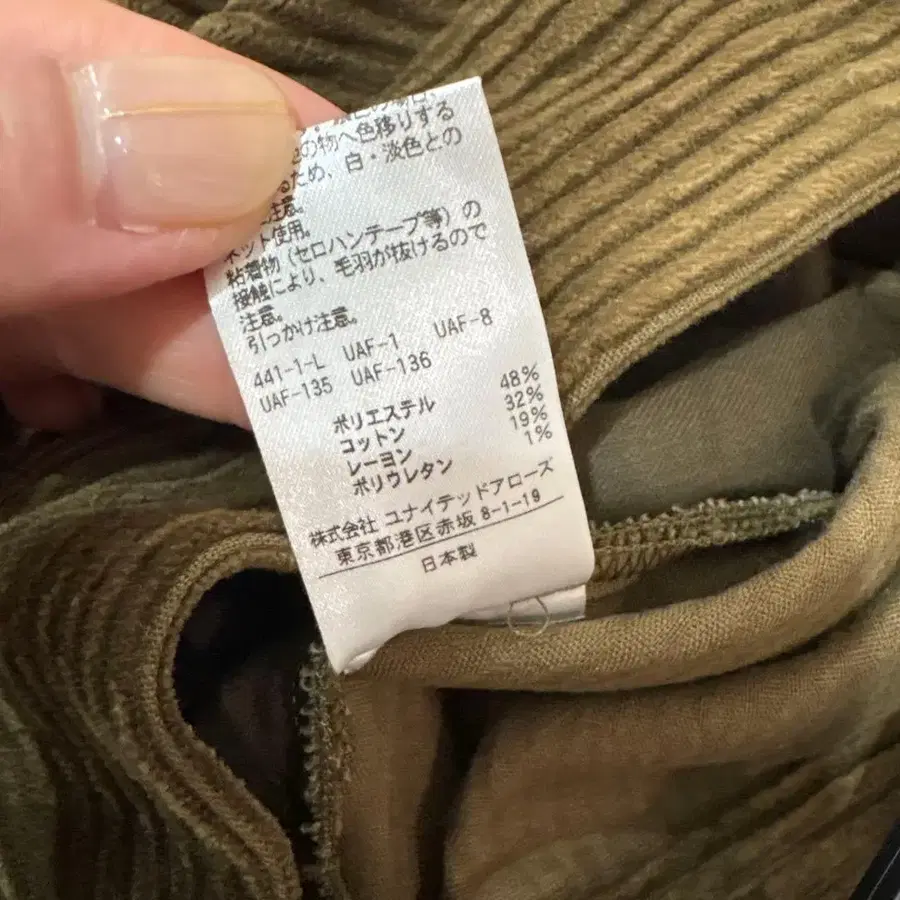 の物へ色移りする
るため、白・淡色との
注意。
ネット使用。
粘着物（セロハンテープ等）の
接触により、毛羽が抜けるので
注意。
引っかけ注意。
441-1-L UAF-1 UAF-8
UAF-135 UAF-136
ポリエステル 48%
コットン 32%
レーヨン 19%
ポリウレタン 1%
株式会社 ユナイテッドアローズ
東京都港区赤坂 8-1-19
日本製